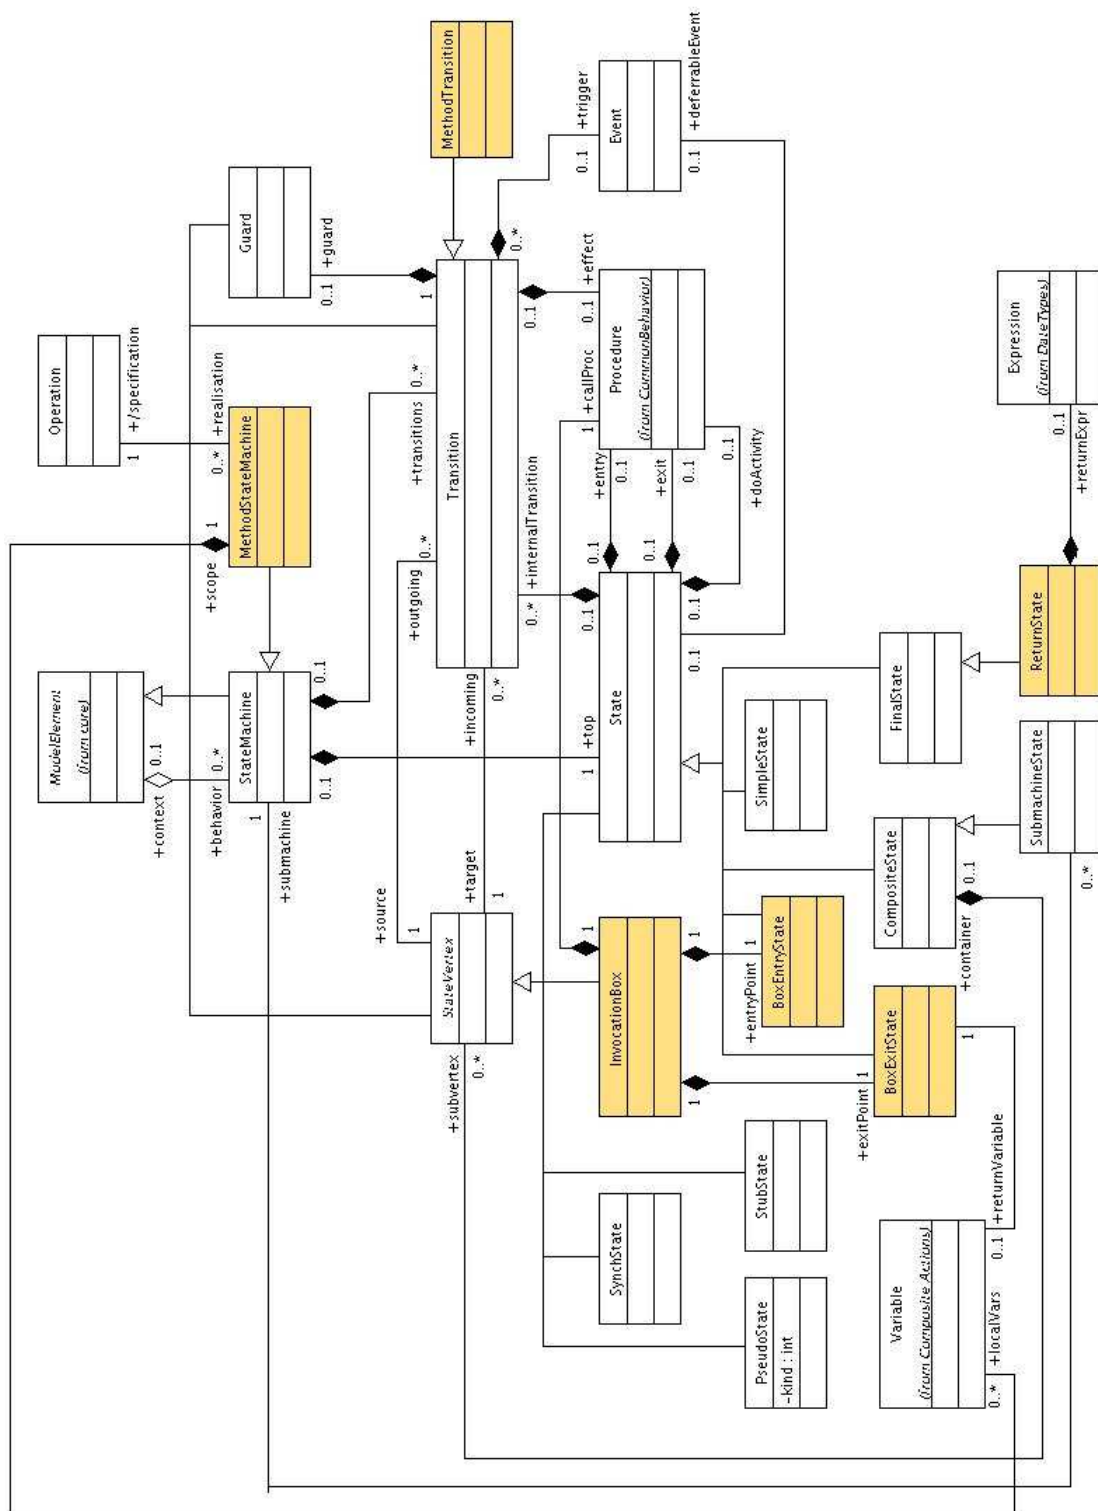 Operation
+/specification
1
+realisation
0..*
MethodStateMachine
1
+scope
ModelElement
(from core)
0..1
+context
+behavior
0..*
StateMachine
1
+submachine
0..1
0..1
Guard
+guard
0..1
1
MethodTransition
Transition
+transitions
0..*
+outgoing
0..*
+incoming
0..*
+internalTransition
0..*
0..1
0..*
+trigger
0..1
Event
+deferrableEvent
0..1
+effect
0..1
+callProc
1
Procedure
(from CommonBehavior)
+entry
0..1
+exit
0..1
0..1
+doActivity
0..1
0..1
0..1
0..1
0..1
State
+top
1
+source
1
+target
1
StateVertex
+subvertex
0..*
InvocationBox
1
1
1
+entryPoint
1
BoxEntryState
+exitPoint
1
BoxExitState
1
SimpleState
FinalState
CompositeState
0..1
+container
SubmachineState
0..*
ReturnState
Expression
(from DateTypes)
0..1
+returnExpr
SynchState
StubState
PseudoState
-kind : int
Variable
(from Composite Actions)
0..1
+returnVariable
0..*
+localVars